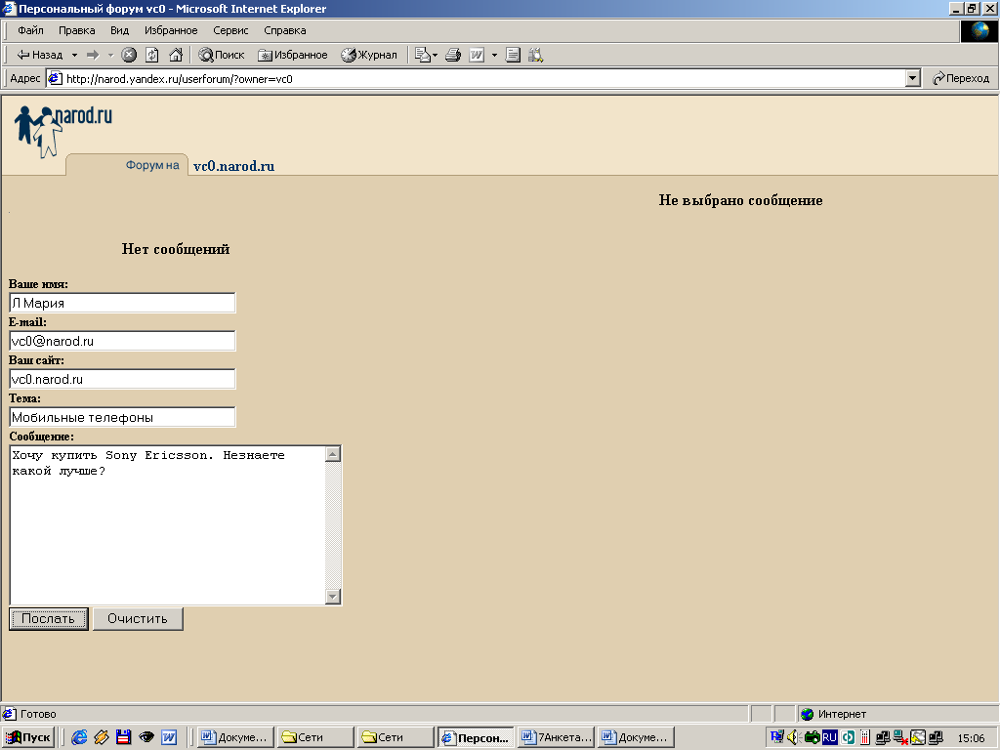 Персональный форум vc0 - Microsoft Internet Explorer
Файл Правка Вид Избранное Сервис Справка
Назад Поиск Избранное Журнал
Адрес http://narod.yandex.ru/userforum/?owner=vc0 Переход
narod.ru
Форум на vc0.narod.ru
Не выбрано сообщение
Нет сообщений
Ваше имя:
Л Мария
E-mail:
vc0@narod.ru
Ваш сайт:
vc0.narod.ru
Тема:
Мобильные телефоны
Сообщение:
Хочу купить Sony Ericsson. Незнаете
какой лучше?
Послать Очистить
Готово Интернет
Пуск Докуме... Сети Сети Персон... 7Анкета... Докуме... RU 15:06